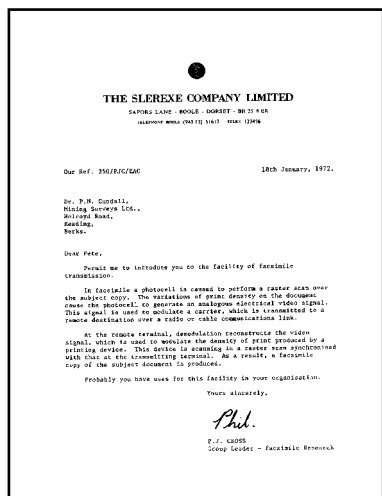 THE SLEREXE COMPANY LIMITED
SAPORS LANE - BOOLE - DORSET - BH 25 8 ER
TELEPHONE BOOLE (945 13) 51617 TELEX 123456
Our Ref. 350/PJC/EAC
18th January, 1972.
Dr. P.N. Cundall,
Mining Surveys Ltd.,
Holroyd Road,
Reading,
Berks.
Dear Pete,
Permit me to introduce you to the facility of facsimile
transmission.
In facsimile a photocell is caused to perform a raster scan over
the subject copy. The variations of print density on the document
cause the photocell to generate an analogous electrical video signal.
This signal is used to modulate a carrier, which is transmitted to a
remote destination over a radio or cable communications link.
At the remote terminal, demodulation reconstructs the video
signal, which is used to modulate the density of print produced by a
printing device. This device is scanning in a raster scan synchronised
with that at the transmitting terminal. As a result, a facsimile
copy of the subject document is produced.
Probably you have uses for this facility in your organisation.
Yours sincerely,
Phil.
P.J. CROSS
Group Leader - Facsimile Research